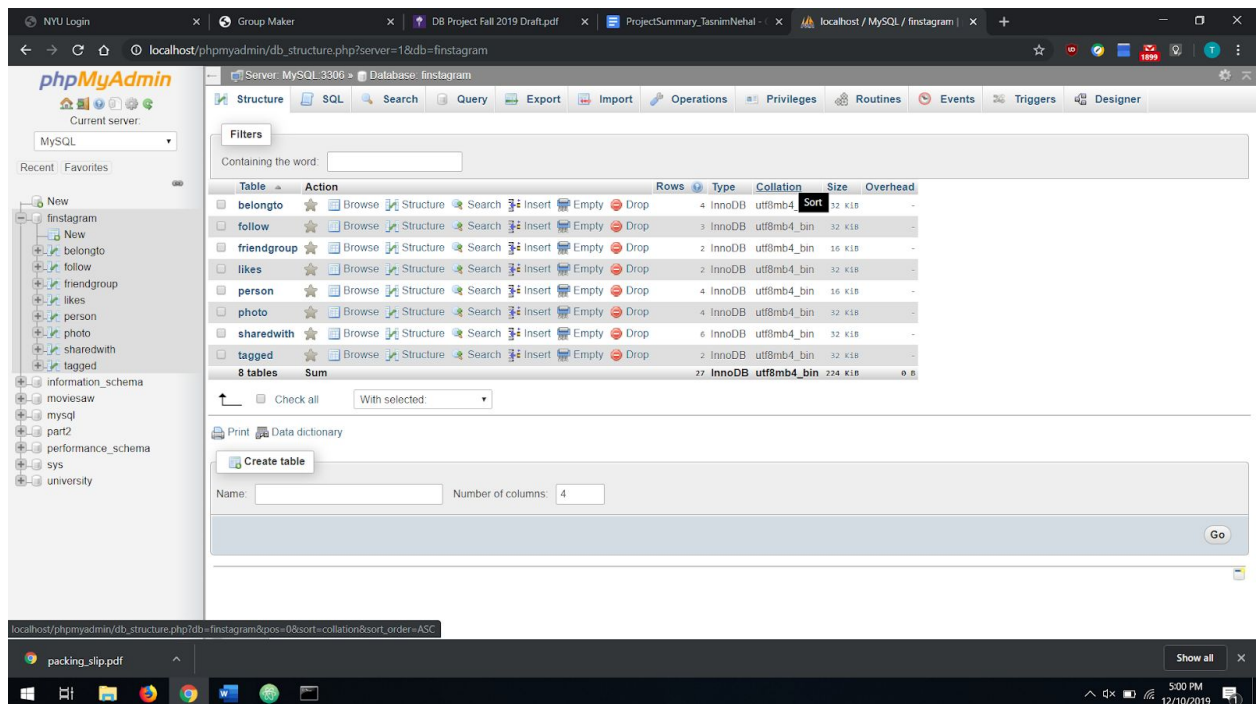 NYU Login
Group Maker
DB Project Fall 2019 Draft.pdf
ProjectSummary_TasnimNehal -
localhost / MySQL / finstagram |
localhost/phpmyadmin/db_structure.php?server=1&db=finstagram
1899
T
phpMyAdmin
Current server:
MySQL
Recent Favorites
New
finstagram
New
belongto
follow
friendgroup
likes
person
photo
sharedwith
tagged
information_schema
moviesaw
mysql
part2
performance_schema
sys
university
Server: MySQL:3306 » Database: finstagram
Structure SQL Search Query Export Import Operations Privileges Routines Events Triggers Designer
Filters
Containing the word:
Table Action Rows Type Collation Size Overhead
belongto Browse Structure Search Insert Empty Drop 4 InnoDB utf8mb4_ Sort 32 KiB -
follow Browse Structure Search Insert Empty Drop 3 InnoDB utf8mb4_bin 32 KiB -
friendgroup Browse Structure Search Insert Empty Drop 2 InnoDB utf8mb4_bin 16 KiB -
likes Browse Structure Search Insert Empty Drop 2 InnoDB utf8mb4_bin 32 KiB -
person Browse Structure Search Insert Empty Drop 4 InnoDB utf8mb4_bin 16 KiB -
photo Browse Structure Search Insert Empty Drop 4 InnoDB utf8mb4_bin 32 KiB -
sharedwith Browse Structure Search Insert Empty Drop 6 InnoDB utf8mb4_bin 32 KiB -
tagged Browse Structure Search Insert Empty Drop 2 InnoDB utf8mb4_bin 32 KiB -
8 tables Sum 27 InnoDB utf8mb4_bin 224 KiB 0 B
Check all With selected:
Print Data dictionary
Create table
Name: Number of columns: 4
Go
localhost/phpmyadmin/db_structure.php?db=finstagram&pos=0&sort=collation&sort_order=ASC
packing_slip.pdf
Show all
5:00 PM
12/10/2019